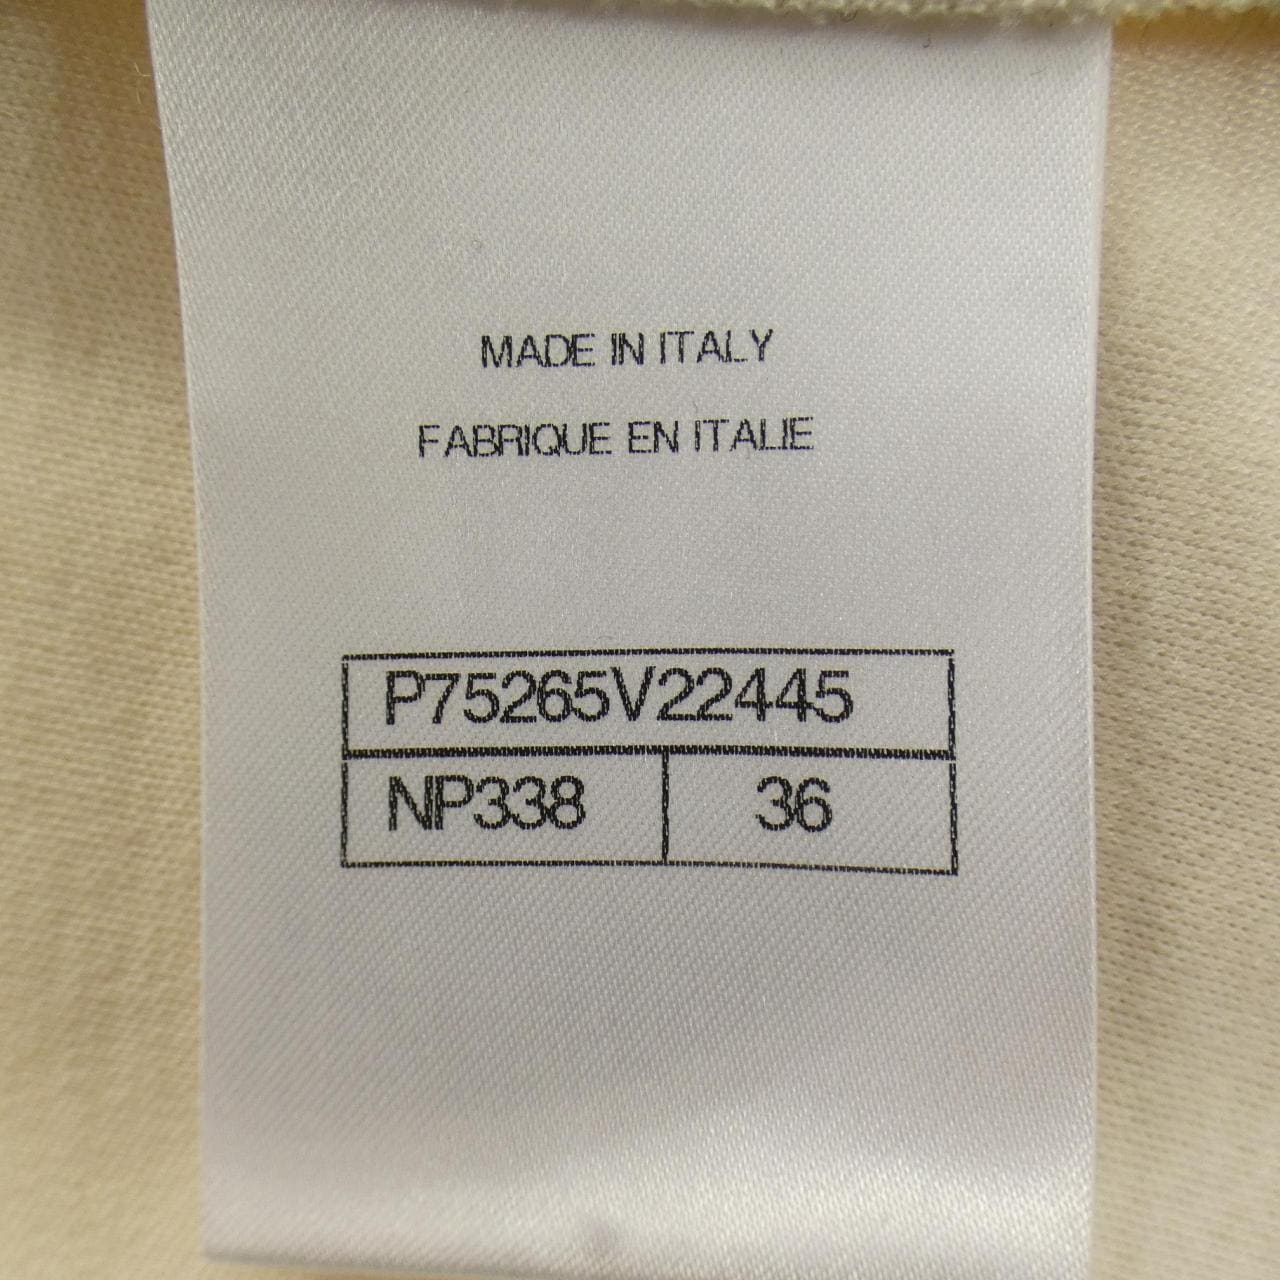 MADE IN ITALY
FABRIQUE EN ITALIE
P75265V22445
NP338 36